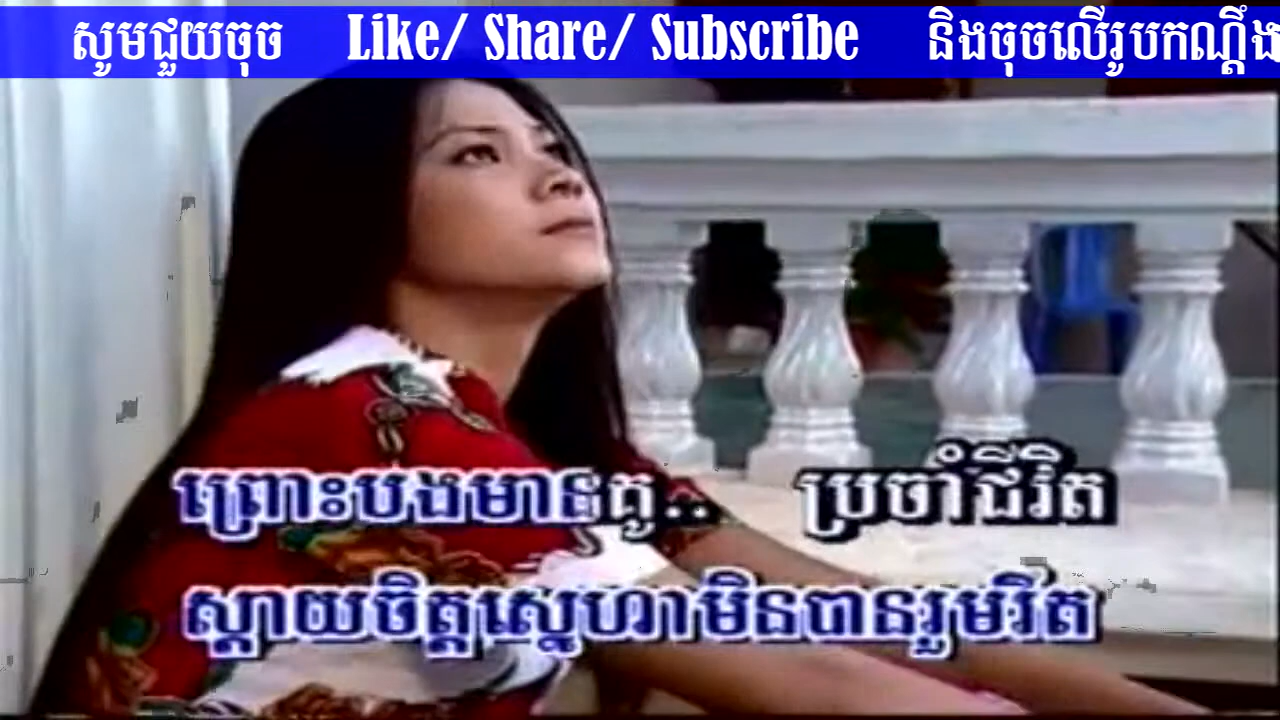 សូមជួយចុច Like/ Share/ Subscribe និងចុចលើរូបកណ្ដឹង
ព្រោះបងមានគូ.. ប្រចាំជីវិត
ស្ដាយចិត្តស្នេហាមិនបានរួមរឹត